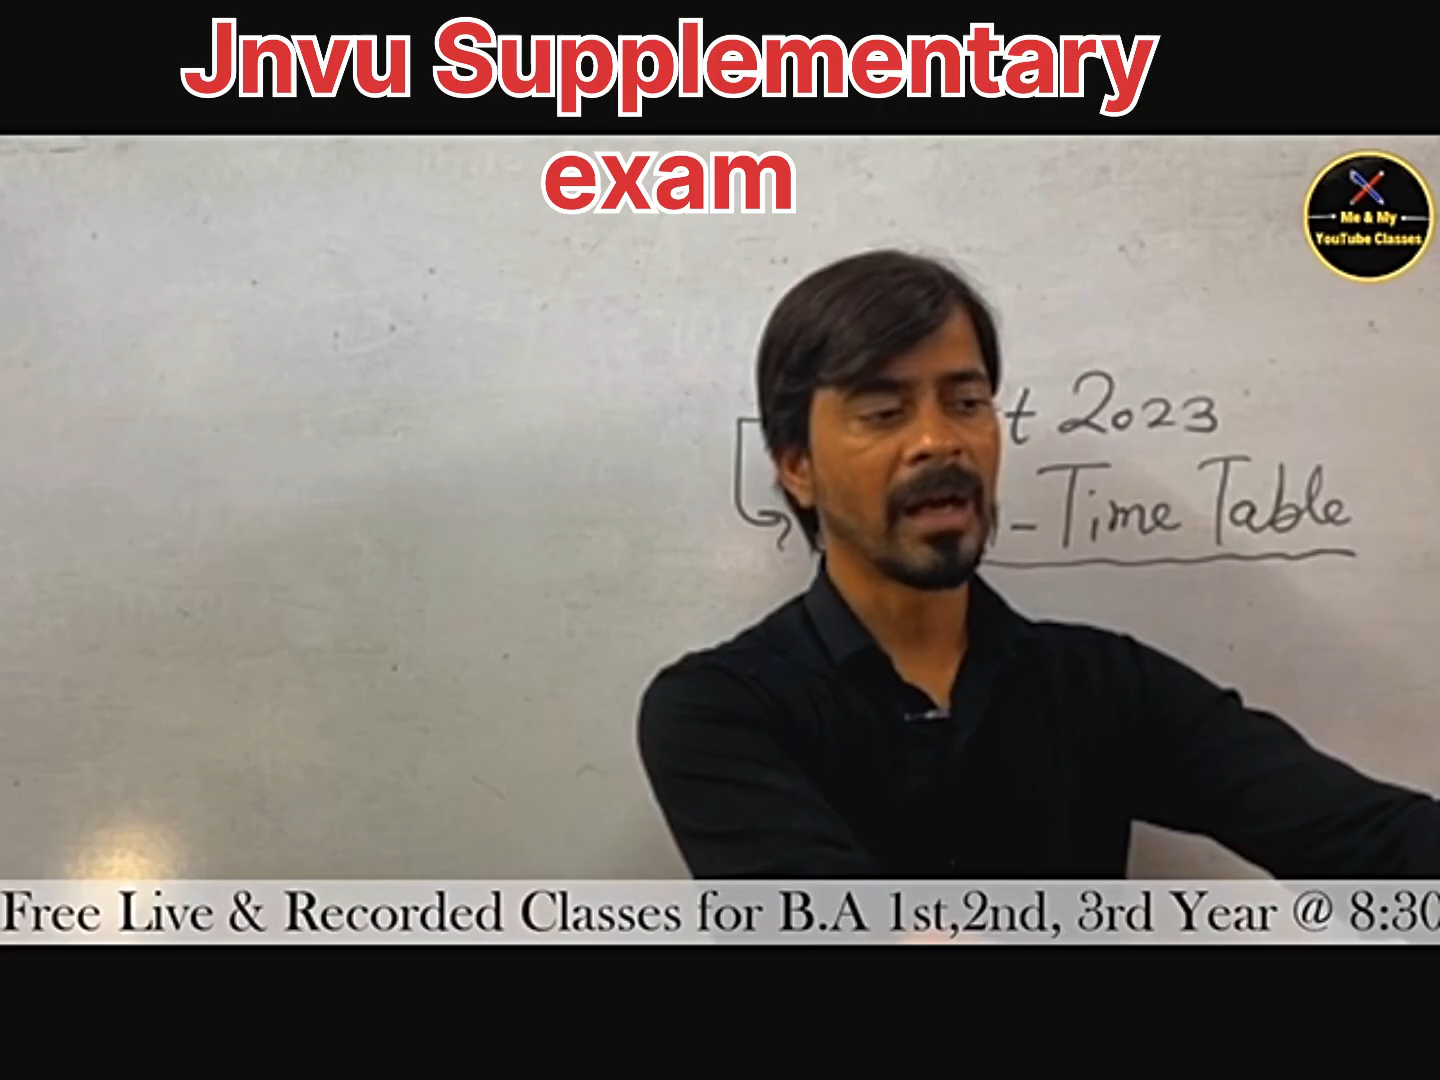 Jnvu Supplementary
exam
Me & My
YouTube Classes
t 2023
- Time Table
Free Live & Recorded Classes for B.A 1st,2nd, 3rd Year @ 8:30